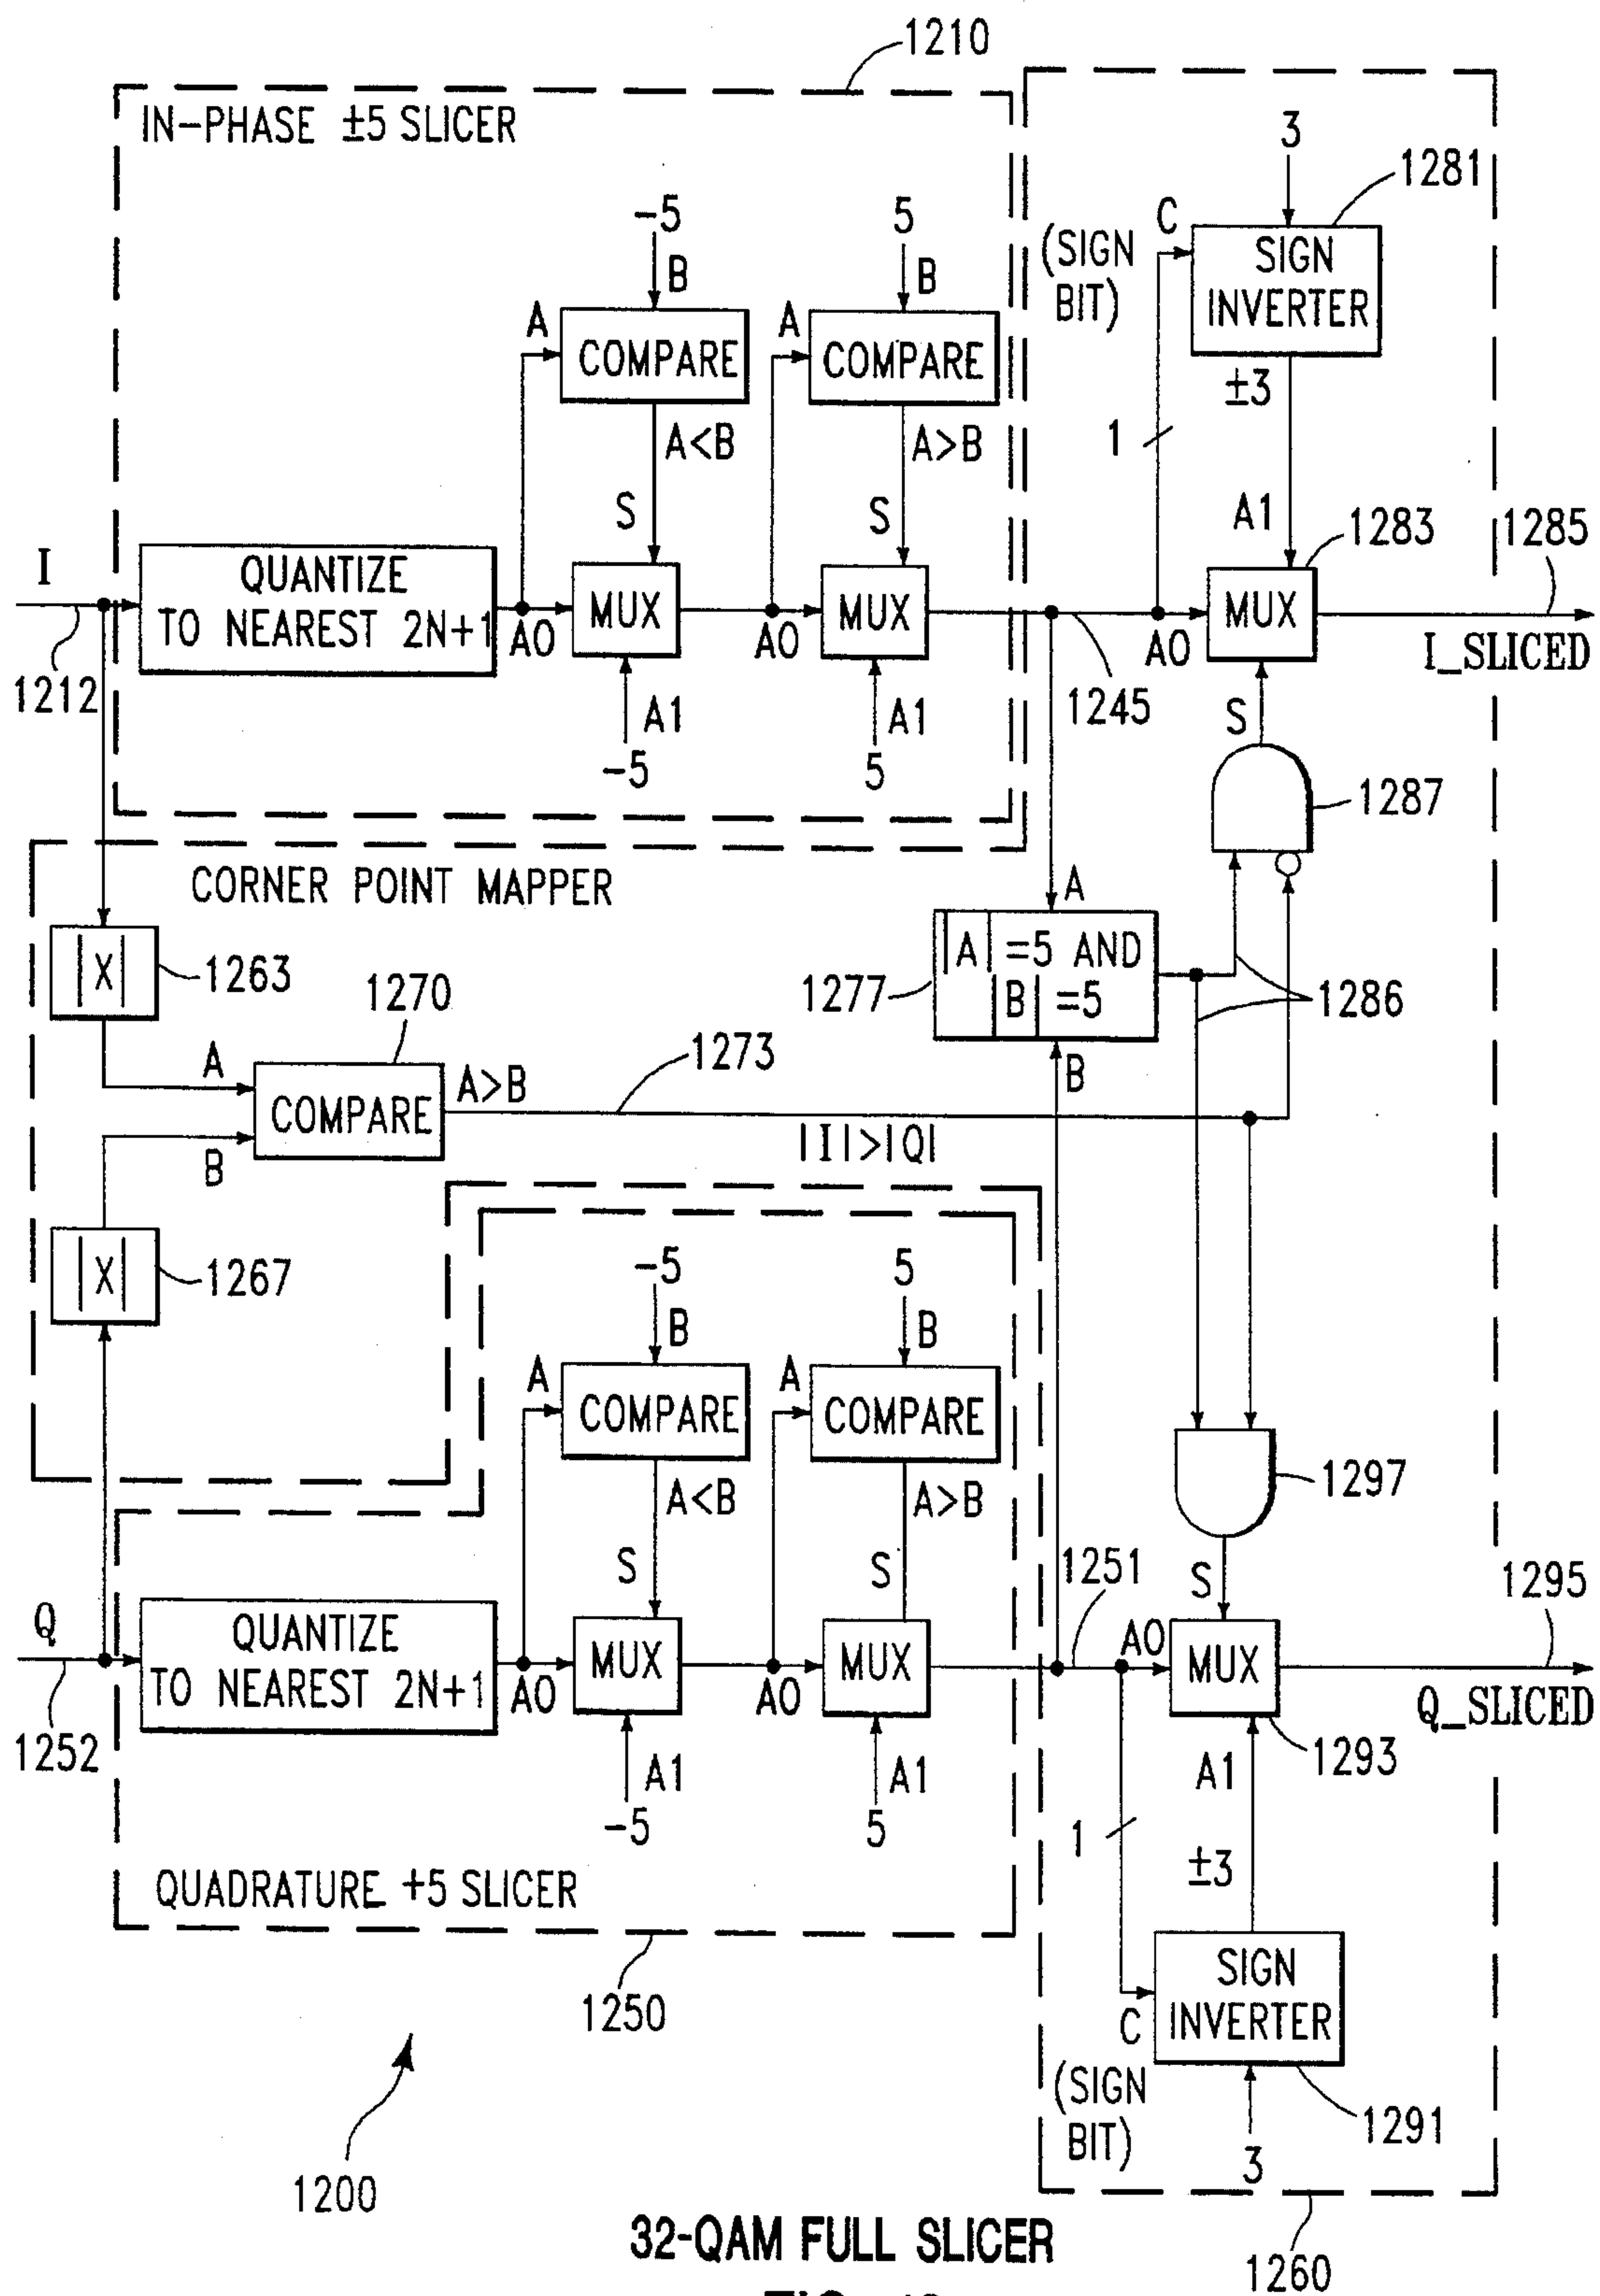 1210
IN-PHASE ±5 SLICER
3
1281
-5
5
C
(SIGN
BIT)
SIGN
INVERTER
B
B
A
COMPARE
A
COMPARE
±3
A<B
A>B
1
S
S
A1
1283
1285
I
QUANTIZE
TO NEAREST 2N+1
A0
MUX
A0
MUX
A0
MUX
I_SLICED
1212
A1
A1
1245
S
-5
5
1287
CORNER POINT MAPPER
A
|X|
1263
1270
1277
|A| =5 AND
|B| =5
1286
A
COMPARE
A>B
1273
B
B
|I|>|Q|
|X|
1267
-5
5
B
B
A
COMPARE
A
COMPARE
1297
A<B
A>B
S
S
1251
S
1295
Q
QUANTIZE
TO NEAREST 2N+1
A0
MUX
A0
MUX
A0
MUX
Q_SLICED
1252
A1
A1
A1
1293
-5
5
1
±3
QUADRATURE +5 SLICER
1250
SIGN
INVERTER
C
(SIGN
BIT)
1291
3
1200
32-QAM FULL SLICER
1260